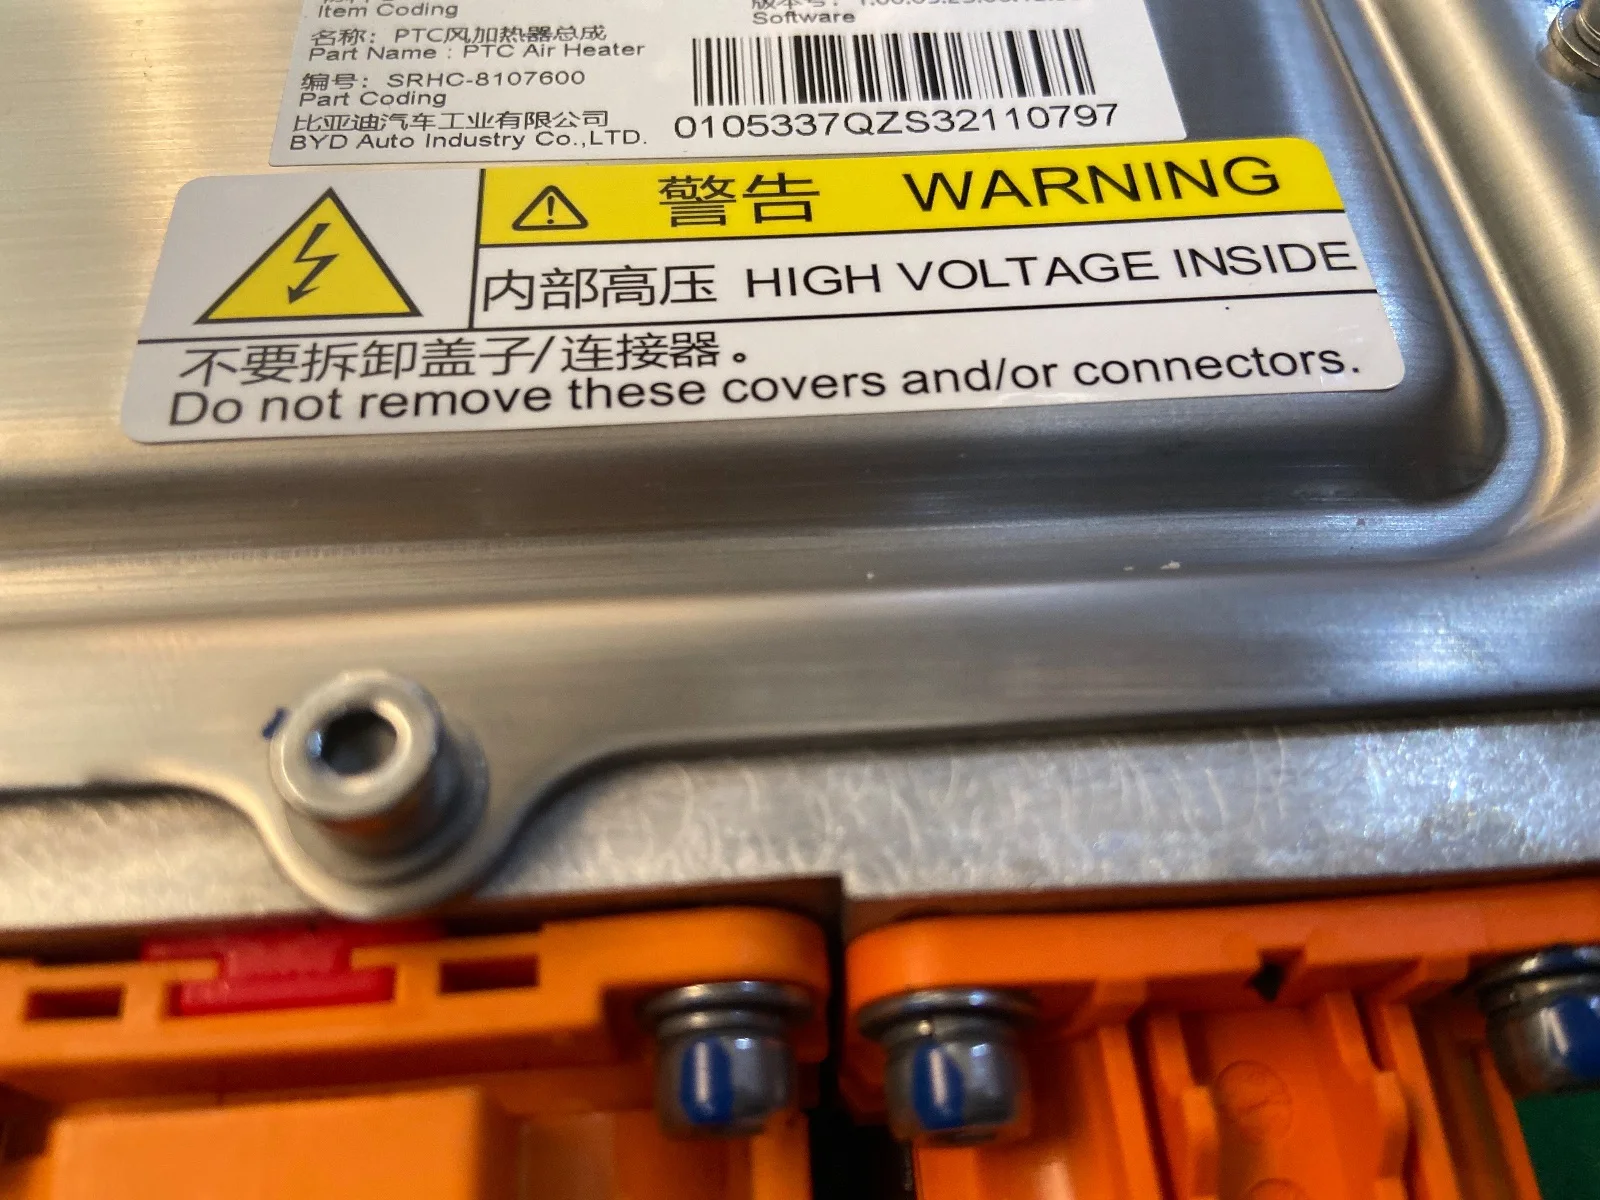 Item Coding
Software
名称：PTC风加热器总成
Part Name : PTC Air Heater
编号：SRHC-8107600
Part Coding
比亚迪汽车工业有限公司
BYD Auto Industry Co.,LTD.
0105337QZS32110797
警告 WARNING
内部高压 HIGH VOLTAGE INSIDE
不要拆卸盖子/连接器。
Do not remove these covers and/or connectors.